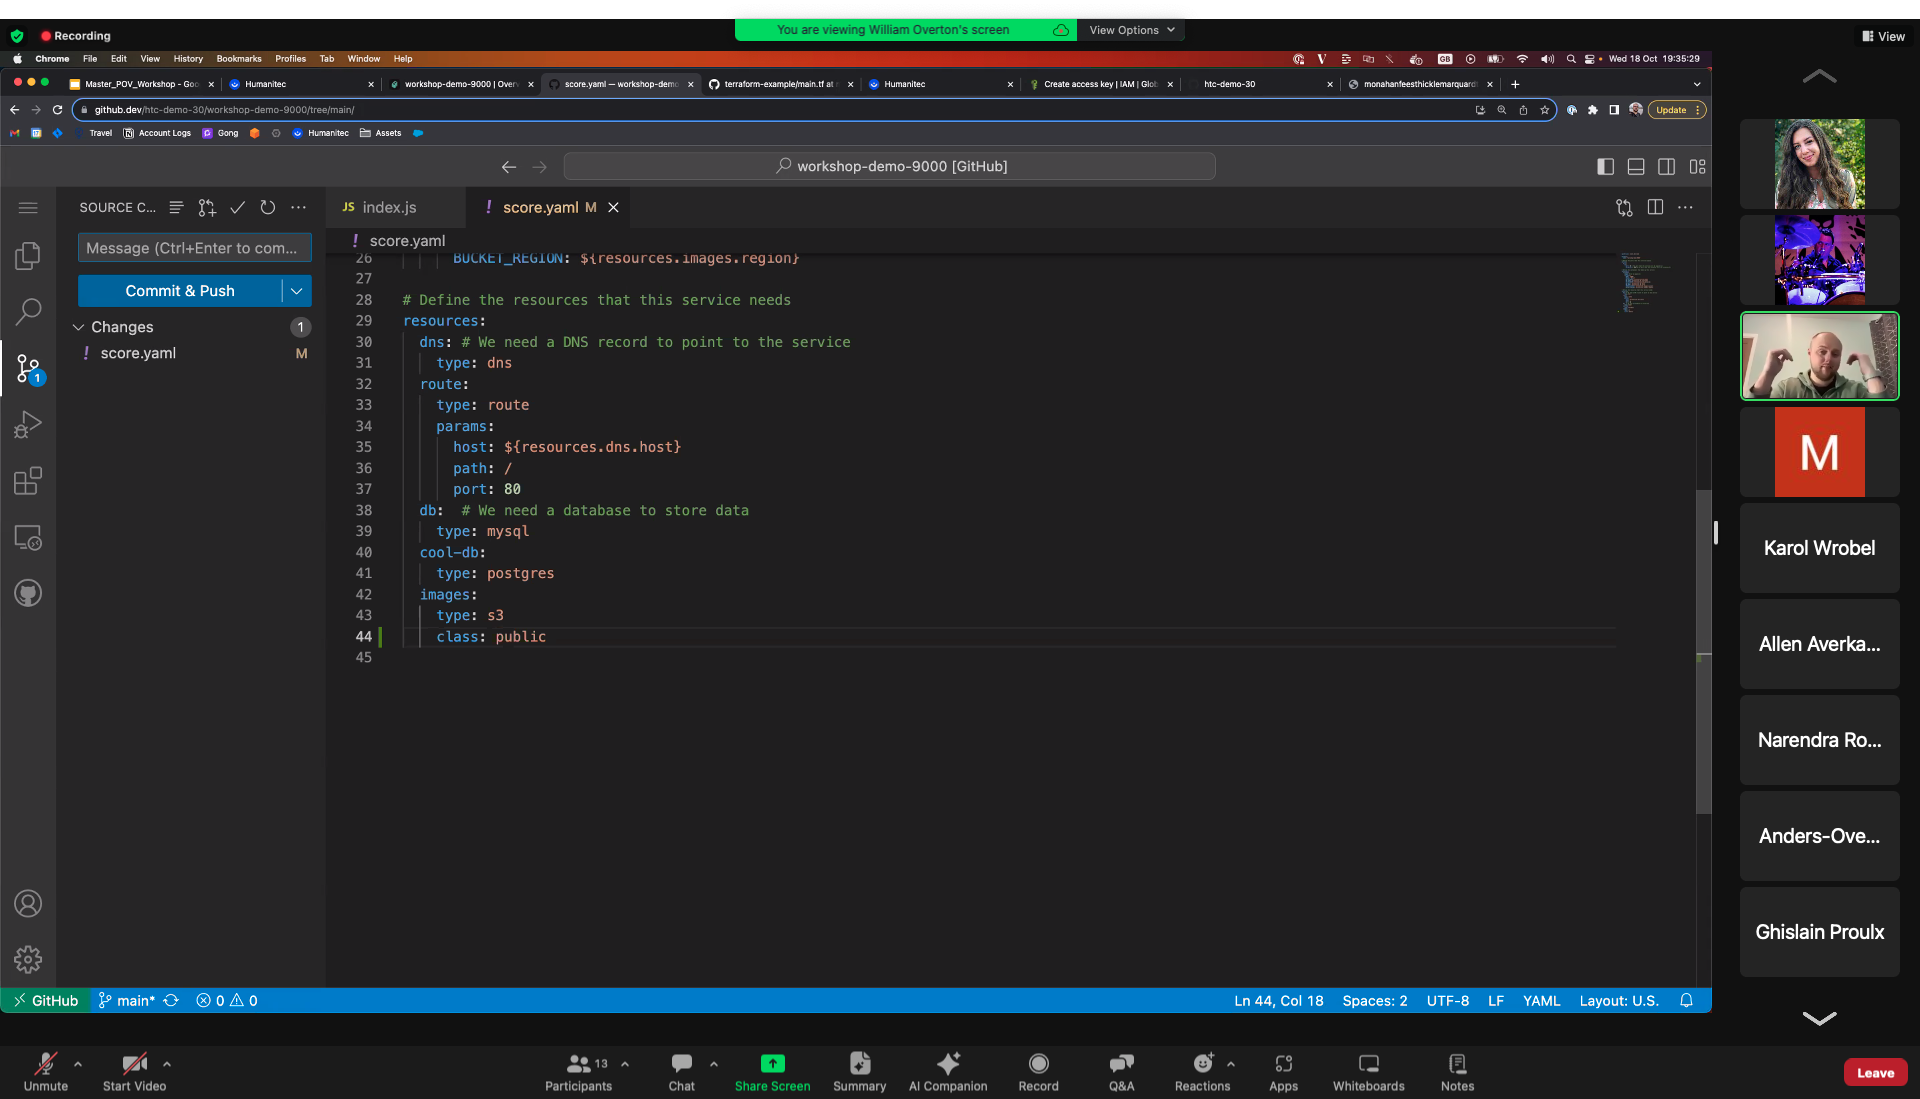 Recording
You are viewing William Overton's screen
View Options
View
Chrome File Edit View History Bookmarks Profiles Tab Window Help
GB
Wed 18 Oct 19:35:29
Master_POV_Workshop - Goo
Humanitec
workshop-demo-9000 | Over
score.yaml — workshop-demo
terraform-example/main.tf at
Humanitec
Create access key | IAM | Glob
htc-demo-30
monahanfeesthicklemarquard
github.dev/htc-demo-30/workshop-demo-9000/tree/main/
Update
Travel
Account Logs
Gong
Humanitec
Assets
workshop-demo-9000 [GitHub]
SOURCE C...
JS index.js
! score.yaml M
! score.yaml
Message (Ctrl+Enter to com...
Commit & Push
Changes
1
! score.yaml M
1
26 BUCKET_REGION: ${resources.images.region}
27
28 # Define the resources that this service needs
29 resources:
30 dns: # We need a DNS record to point to the service
31 type: dns
32 route:
33 type: route
34 params:
35 host: ${resources.dns.host}
36 path: /
37 port: 80
38 db: # We need a database to store data
39 type: mysql
40 cool-db:
41 type: postgres
42 images:
43 type: s3
44 class: public
45
M
Karol Wrobel
Allen Averka...
Narendra Ro...
Anders-Ove...
Ghislain Proulx
GitHub
main*
0
0
Ln 44, Col 18
Spaces: 2
UTF-8
LF
YAML
Layout: U.S.
Unmute
Start Video
13
Participants
Chat
Share Screen
Summary
AI Companion
Record
Q&A
Reactions
Apps
Whiteboards
Notes
Leave